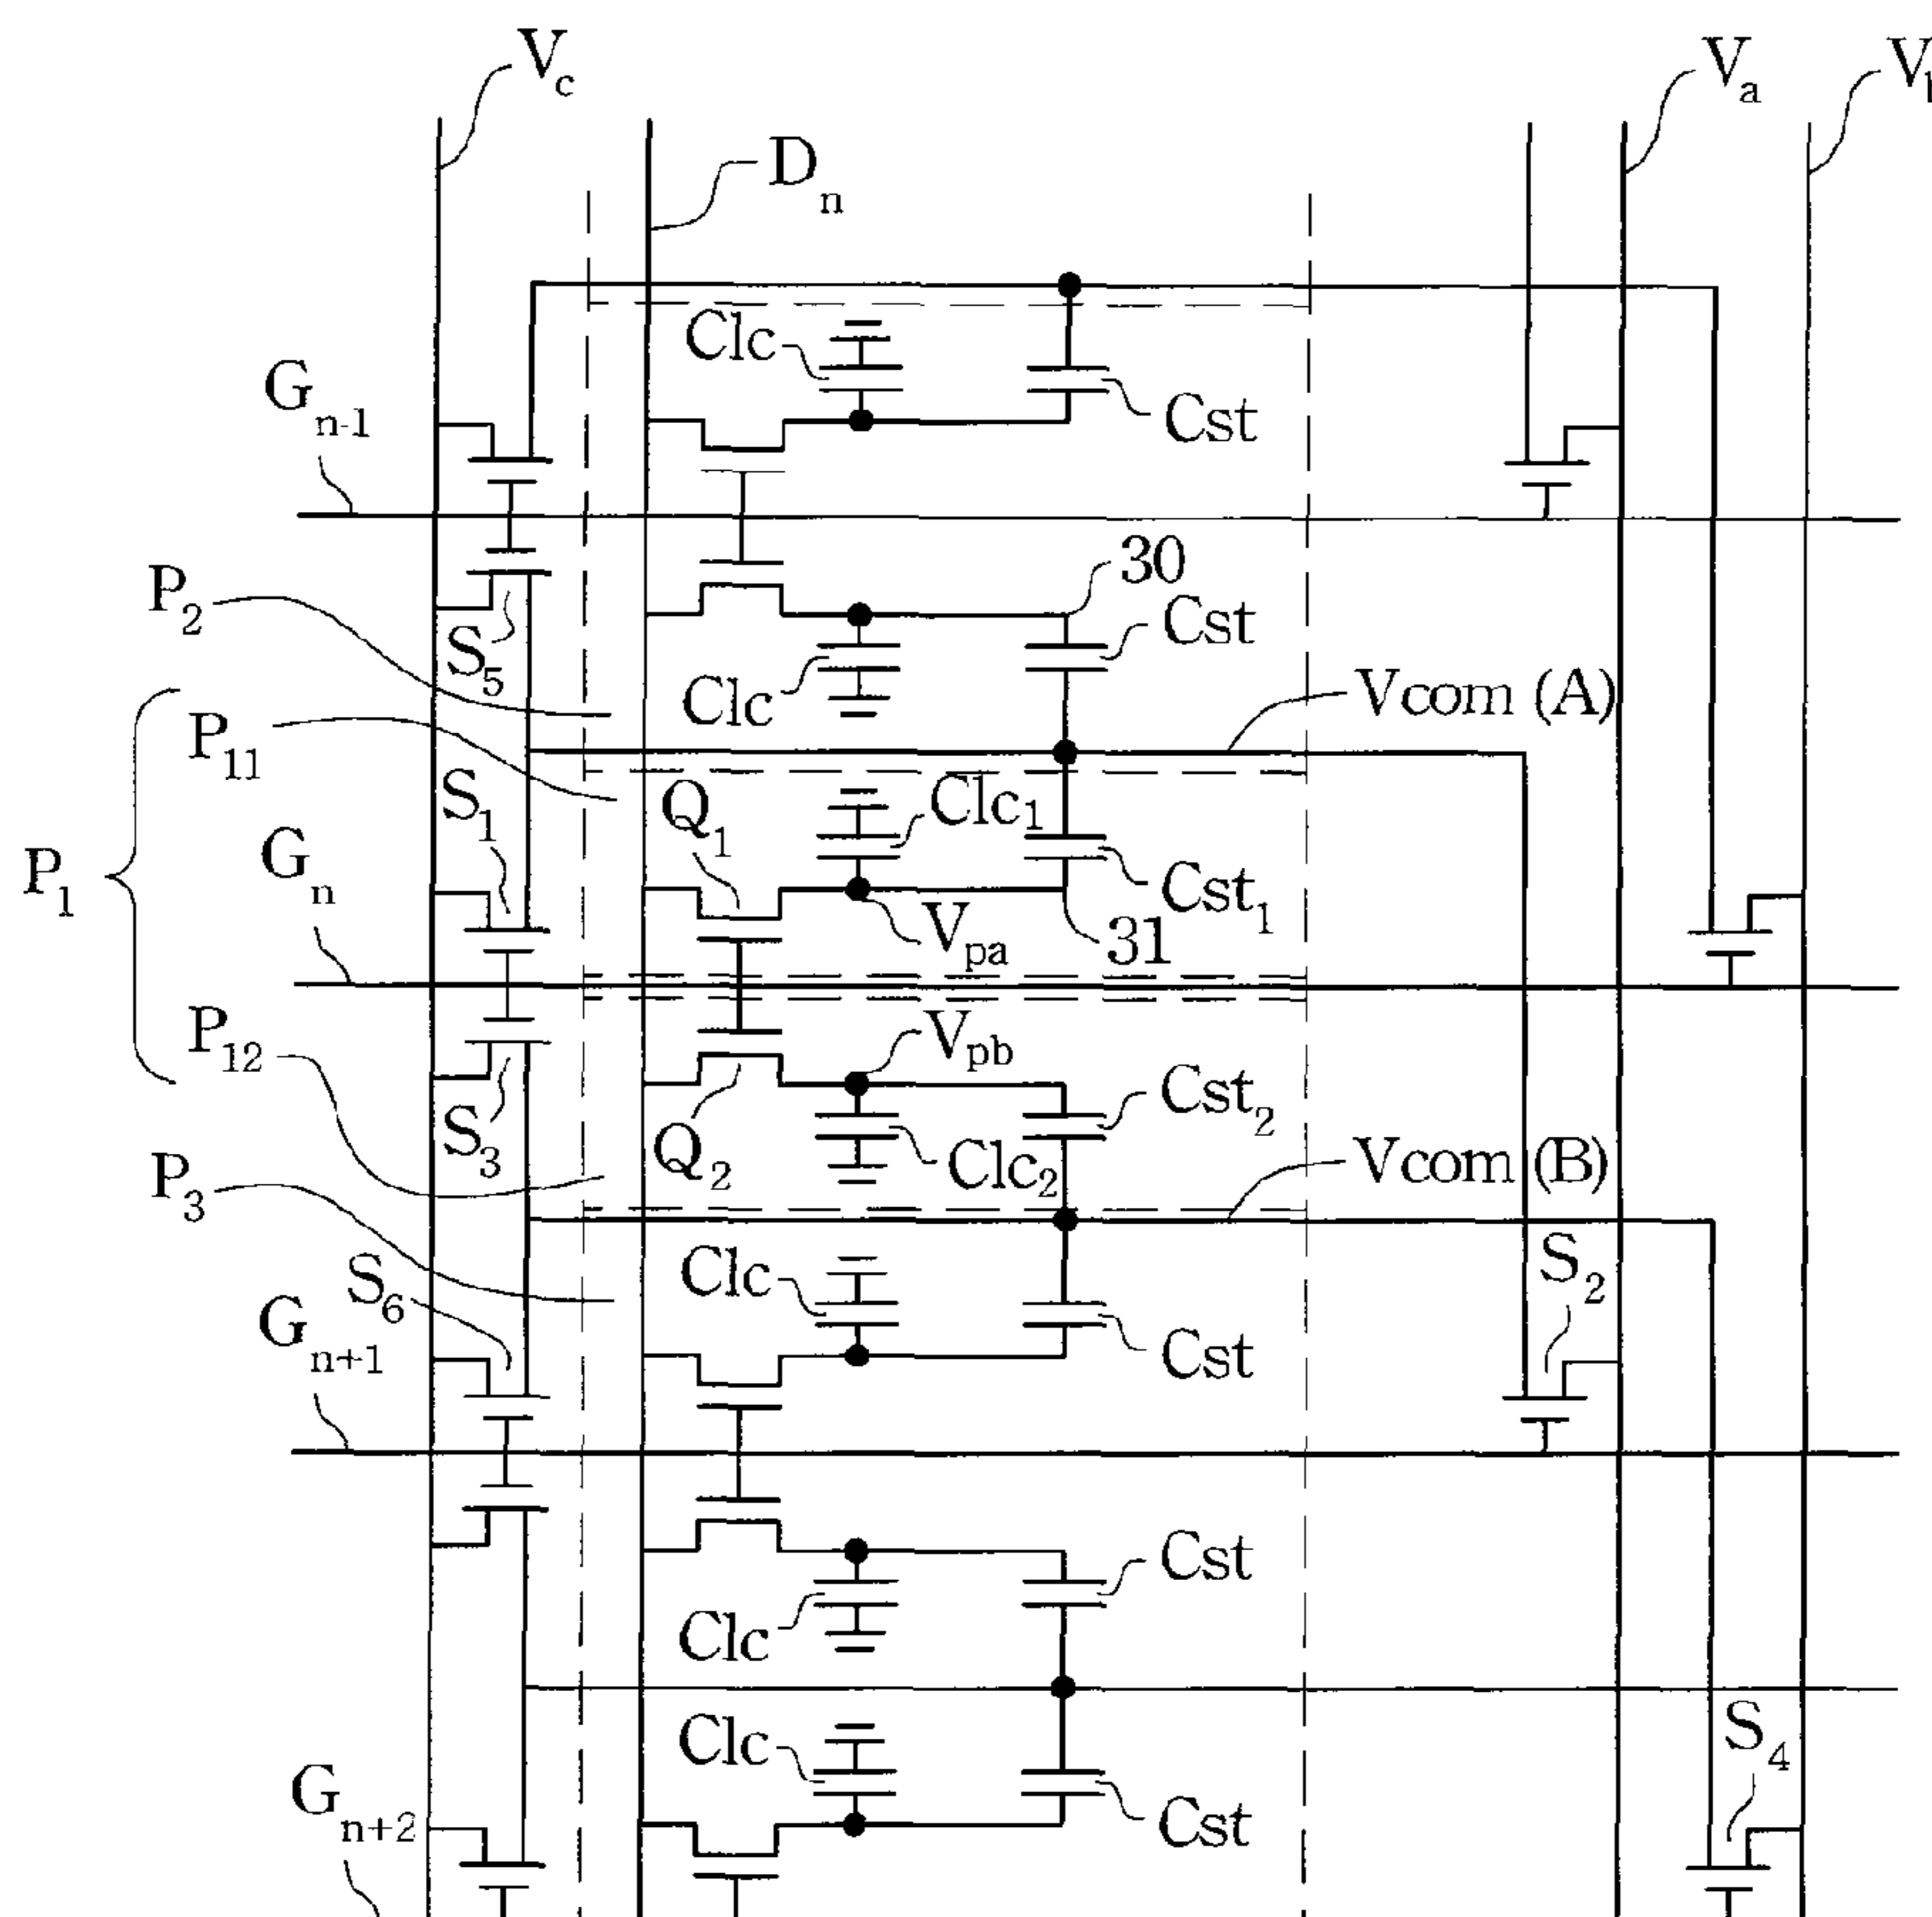 Vc
Va
Dn
Clc
Gn-1
Cst
30
P2
Cst
S5
Clc
Vcom (A)
P11
S1
Q1
Clc1
P1
Gn
Cst1
Vpa
31
P12
Vpb
Cst2
S3
Q2
Clc2
Vcom (B)
P3
S6
Clc
S2
Gn+1
Cst
Cst
Clc
Clc
S4
Gn+2
Cst